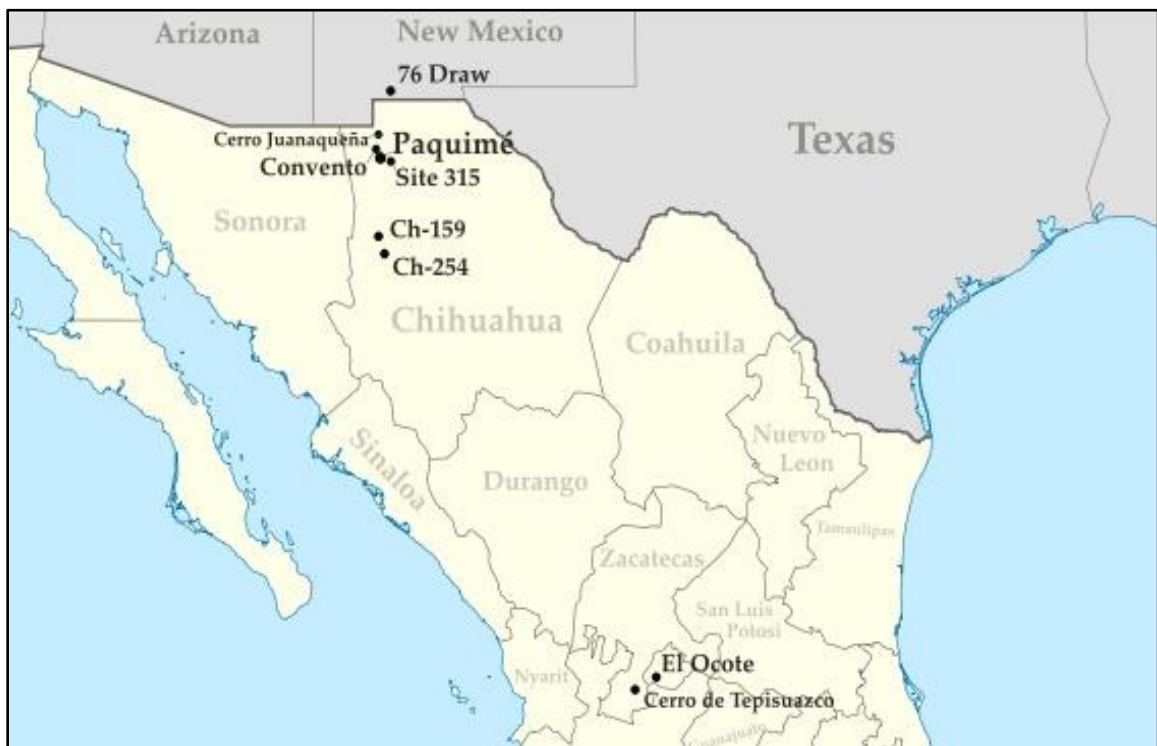 Arizona
New Mexico
76 Draw
Cerro Juanaqueña
Paquimé
Convento
Site 315
Texas
Sonora
Ch-159
Ch-254
Chihuahua
Coahuila
Sinaloa
Durango
Nuevo
Leon
Tamaulipas
Zacatecas
San Luis
Potosi
El Ocote
Nyarit
Cerro de Tepisuazco
Guanajuato